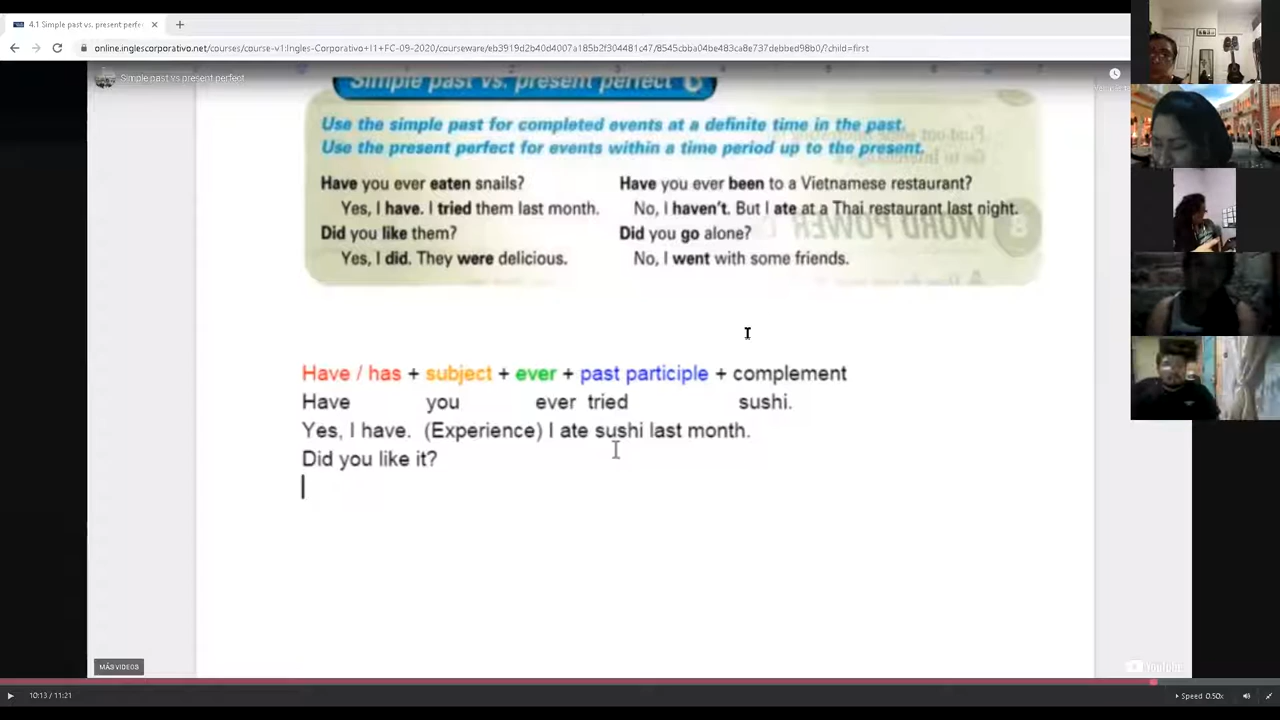 4.1 Simple past vs. present perfe
online.inglescorporativo.net/courses/course-v1:Ingles-Corporativo+I1+FC-09-2020/courseware/eb3919d2b40d4007a185b2f304481c47/8545cbba04be483ca8e737debbed98b0/?child=first
Simple past vs present perfect
Simple past vs. present perfect
Use the simple past for completed events at a definite time in the past.
Use the present perfect for events within a time period up to the present.
Have you ever eaten snails?
Yes, I have. I tried them last month.
Did you like them?
Yes, I did. They were delicious.
Have you ever been to a Vietnamese restaurant?
No, I haven't. But I ate at a Thai restaurant last night.
Did you go alone?
No, I went with some friends.
WORD POWER
Have / has + subject + ever + past participle + complement
Have you ever tried sushi.
Yes, I have. (Experience) I ate sushi last month.
Did you like it?
MÁS VIDEOS
YouTube
10:13 / 11:21
Speed 0.50x